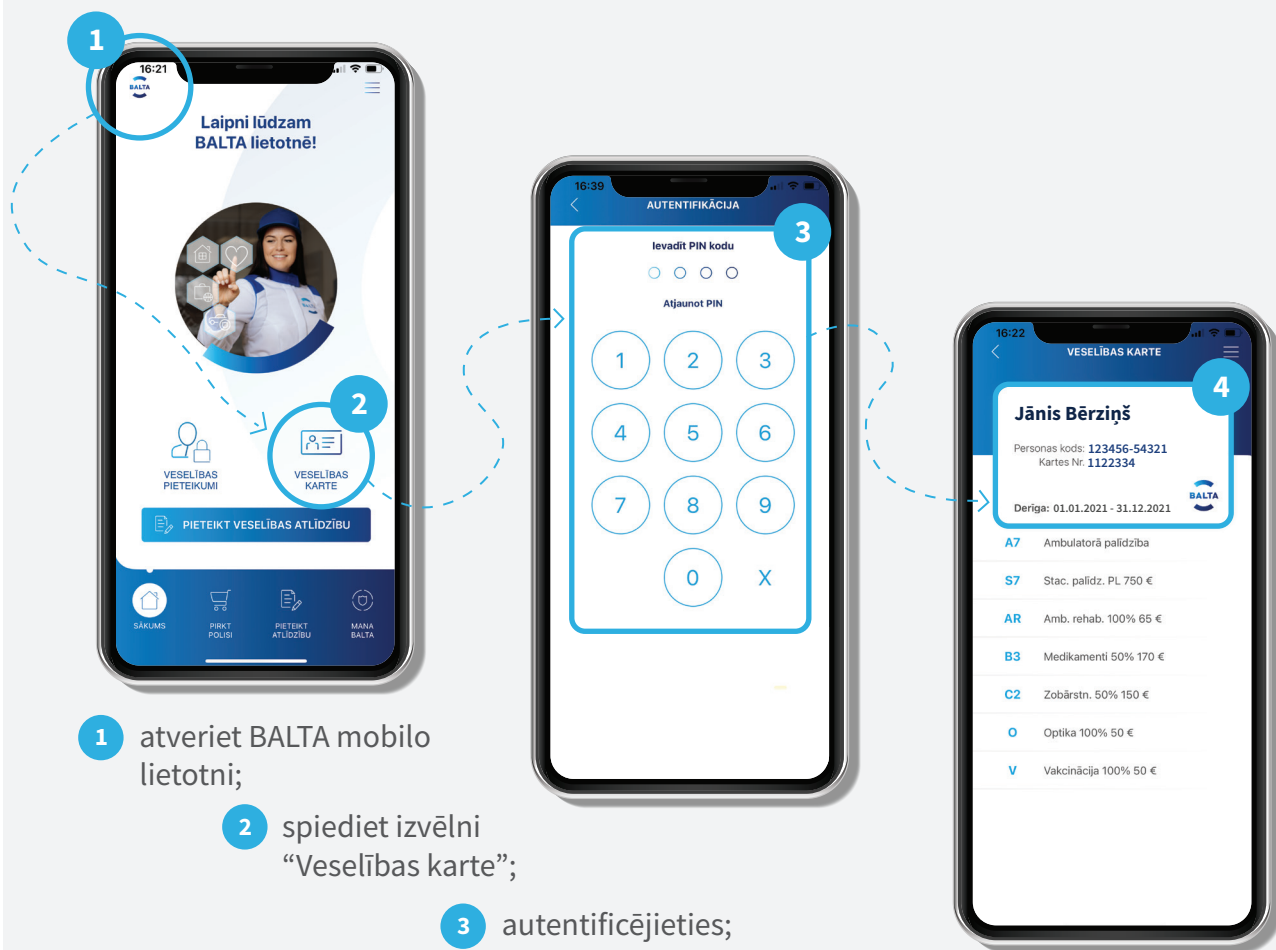 1
16:21
BALTA
Laipni lūdzam
BALTA lietotnē!
2
VESELĪBAS
PIETEIKUMI
VESELĪBAS
KARTE
PIETEIKT VESELĪBAS ATLĪDZĪBU
SĀKUMS
PIRKT
POLISI
PIETEIKT
ATLĪDZĪBU
MANA
BALTA
16:39
AUTENTIFIKĀCIJA
3
Ievadīt PIN kodu
Atjaunot PIN
1 2 3
4 5 6
7 8 9
0 X
16:22
VESELĪBAS KARTE
4
Jānis Bērziņš
Personas kods: 123456-54321
Kartes Nr. 1122334
BALTA
Derīga: 01.01.2021 - 31.12.2021
A7 Ambulatorā palīdzība
S7 Stac. palīdz. PL 750 €
AR Amb. rehab. 100% 65 €
B3 Medikamenti 50% 170 €
C2 Zobārstn. 50% 150 €
O Optika 100% 50 €
V Vakcinācija 100% 50 €
1 atveriet BALTA mobilo
lietotni;
2 spiediet izvēlni
“Veselības karte”;
3 autentificējieties;